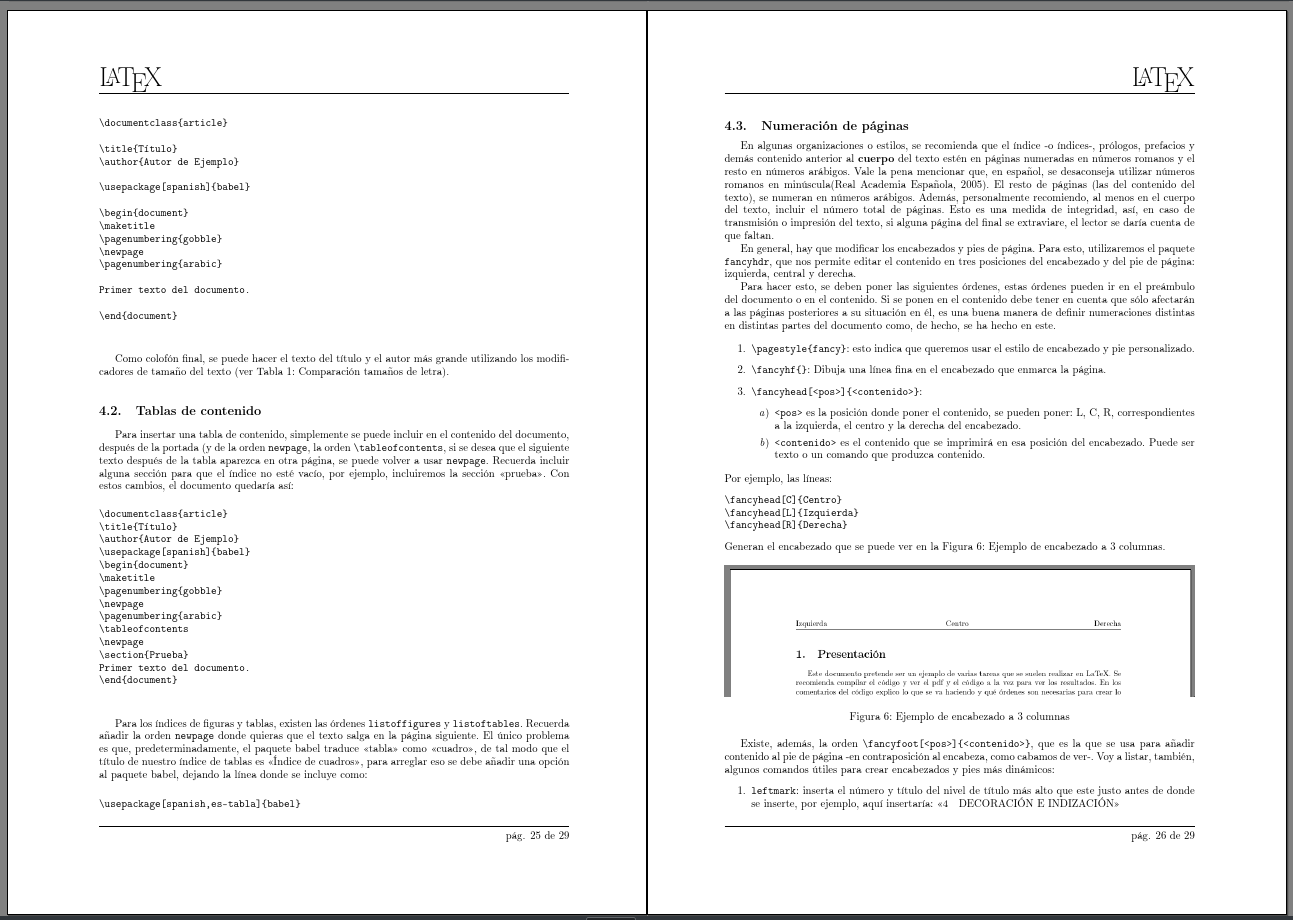 LATEX
\documentclass{article}
\title{Título}
\author{Autor de Ejemplo}
\usepackage[spanish]{babel}
\begin{document}
\maketitle
\pagenumbering{gobble}
\newpage
\pagenumbering{arabic}
Primer texto del documento.
\end{document}
Como colofón final, se puede hacer el texto del título y el autor más grande utilizando los modifi-
cadores de tamaño del texto (ver Tabla 1: Comparación tamaños de letra).
4.2. Tablas de contenido
Para insertar una tabla de contenido, simplemente se puede incluir en el contenido del documento,
después de la portada (y de la orden newpage, la orden \tableofcontents, si se desea que el siguiente
texto después de la tabla aparezca en otra página, se puede volver a usar newpage. Recuerda incluir
alguna sección para que el índice no esté vacío, por ejemplo, incluiremos la sección «prueba». Con
estos cambios, el documento quedaría así:
\documentclass{article}
\title{Título}
\author{Autor de Ejemplo}
\usepackage[spanish]{babel}
\begin{document}
\maketitle
\pagenumbering{gobble}
\newpage
\pagenumbering{arabic}
\tableofcontents
\newpage
\section{Prueba}
Primer texto del documento.
\end{document}
Para los índices de figuras y tablas, existen las órdenes listoffigures y listoftables. Recuerda
añadir la orden newpage donde quieras que el texto salga en la página siguiente. El único problema
es que, predeterminadamente, el paquete babel traduce «tabla» como «cuadro», de tal modo que el
título de nuestro índice de tablas es «Índice de cuadros», para arreglar eso se debe añadir una opción
al paquete babel, dejando la línea donde se incluye como:
\usepackage[spanish,es-tabla]{babel}
pág. 25 de 29
LATEX
4.3. Numeración de páginas
En algunas organizaciones o estilos, se recomienda que el índice -o índices-, prólogos, prefacios y
demás contenido anterior al cuerpo del texto estén en páginas numeradas en números romanos y el
resto en números arábigos. Vale la pena mencionar que, en español, se desaconseja utilizar números
romanos en minúscula(Real Academia Española, 2005). El resto de páginas (las del contenido del
texto), se numeran en números arábigos. Además, personalmente recomiendo, al menos en el cuerpo
del texto, incluir el número total de páginas. Esto es una medida de integridad, así, en caso de
transmisión o impresión del texto, si alguna página del final se extraviare, el lector se daría cuenta de
que faltan.
En general, hay que modificar los encabezados y pies de página. Para esto, utilizaremos el paquete
fancyhdr, que nos permite editar el contenido en tres posiciones del encabezado y del pie de página:
izquierda, central y derecha.
Para hacer esto, se deben poner las siguientes órdenes, estas órdenes pueden ir en el preámbulo
del documento o en el contenido. Si se ponen en el contenido debe tener en cuenta que sólo afectarán
a las páginas posteriores a su situación en él, es una buena manera de definir numeraciones distintas
en distintas partes del documento como, de hecho, se ha hecho en este.
1. \pagestyle{fancy}: esto indica que queremos usar el estilo de encabezado y pie personalizado.
2. \fancyhf{}: Dibuja una línea fina en el encabezado que enmarca la página.
3. \fancyhead[<pos>]{<contenido>}:
a) <pos> es la posición donde poner el contenido, se pueden poner: L, C, R, correspondientes
a la izquierda, el centro y la derecha del encabezado.
b) <contenido> es el contenido que se imprimirá en esa posición del encabezado. Puede ser
texto o un comando que produzca contenido.
Por ejemplo, las líneas:
\fancyhead[C]{Centro}
\fancyhead[L]{Izquierda}
\fancyhead[R]{Derecha}
Generan el encabezado que se puede ver en la Figura 6: Ejemplo de encabezado a 3 columnas.
Izquierda Centro Derecha
1. Presentación
Este documento pretende ser un ejemplo de varias tareas que se suelen realizar en LaTeX. Se
recomienda compilar el código y ver el pdf y el código a la vez para ver los resultados. En los
comentarios del código explico lo que se va haciendo y qué órdenes son necesarias para crear lo
Figura 6: Ejemplo de encabezado a 3 columnas
Existe, además, la orden \fancyfoot[<pos>]{<contenido>}, que es la que se usa para añadir
contenido al pie de página -en contraposición al encabeza, como cabamos de ver-. Voy a listar, también,
algunos comandos útiles para crear encabezados y pies más dinámicos:
1. leftmark: inserta el número y título del nivel de título más alto que este justo antes de donde
se inserte, por ejemplo, aquí insertaría: «4 DECORACIÓN E INDIZACIÓN»
pág. 26 de 29